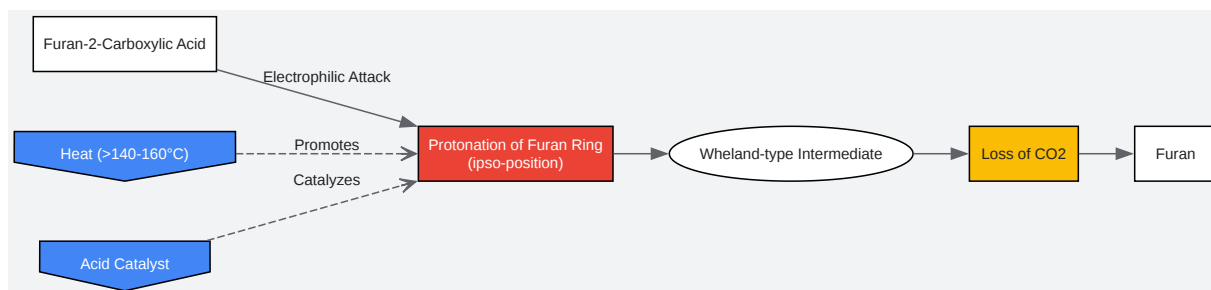 Furan-2-Carboxylic Acid
Electrophilic Attack
Heat (>140-160°C)
Promotes
Catalyzes
Acid Catalyst
Protonation of Furan Ring
(ipso-position)
Wheland-type Intermediate
Loss of CO2
Furan